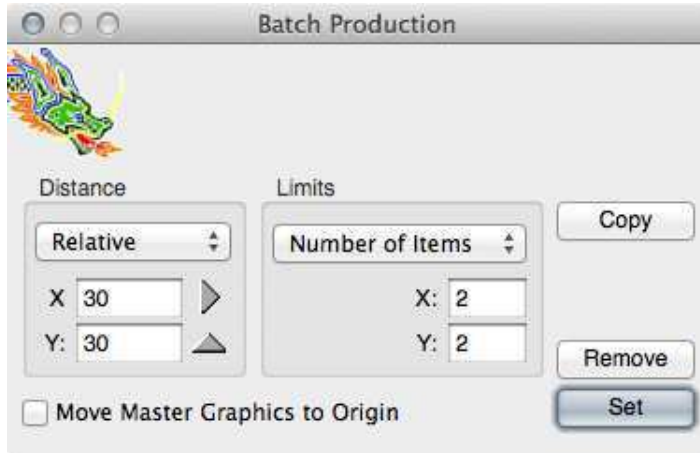 Batch Production
Distance
Limits
Relative
Number of Items
Copy
X 30
X: 2
Y: 30
Y: 2
Remove
Move Master Graphics to Origin
Set